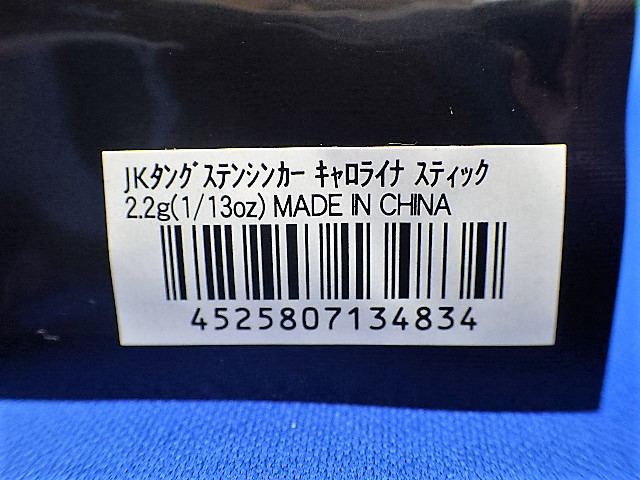 JKﾀﾝｸﾞｽﾃﾝｼﾝｶｰ ｷｬﾛﾗｲﾅ ｽﾃｨｯｸ
2.2g(1/13oz) MADE IN CHINA
4525807134834